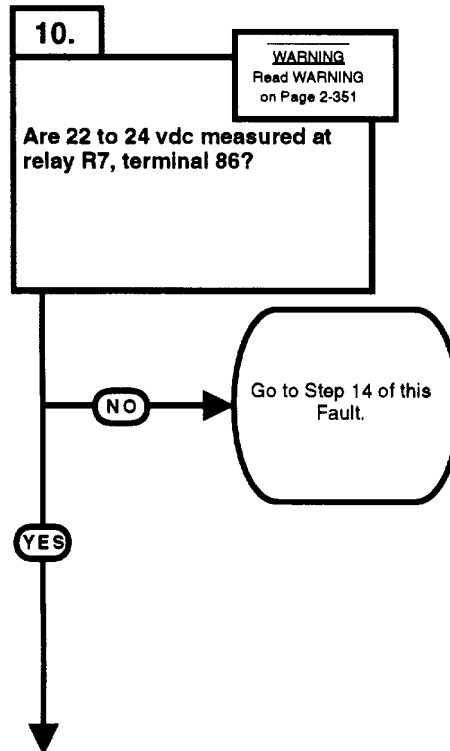 10.
WARNING
Read WARNING
on Page 2-351
Are 22 to 24 vdc measured at
relay R7, terminal 86?
NO
Go to Step 14 of this
Fault.
YES